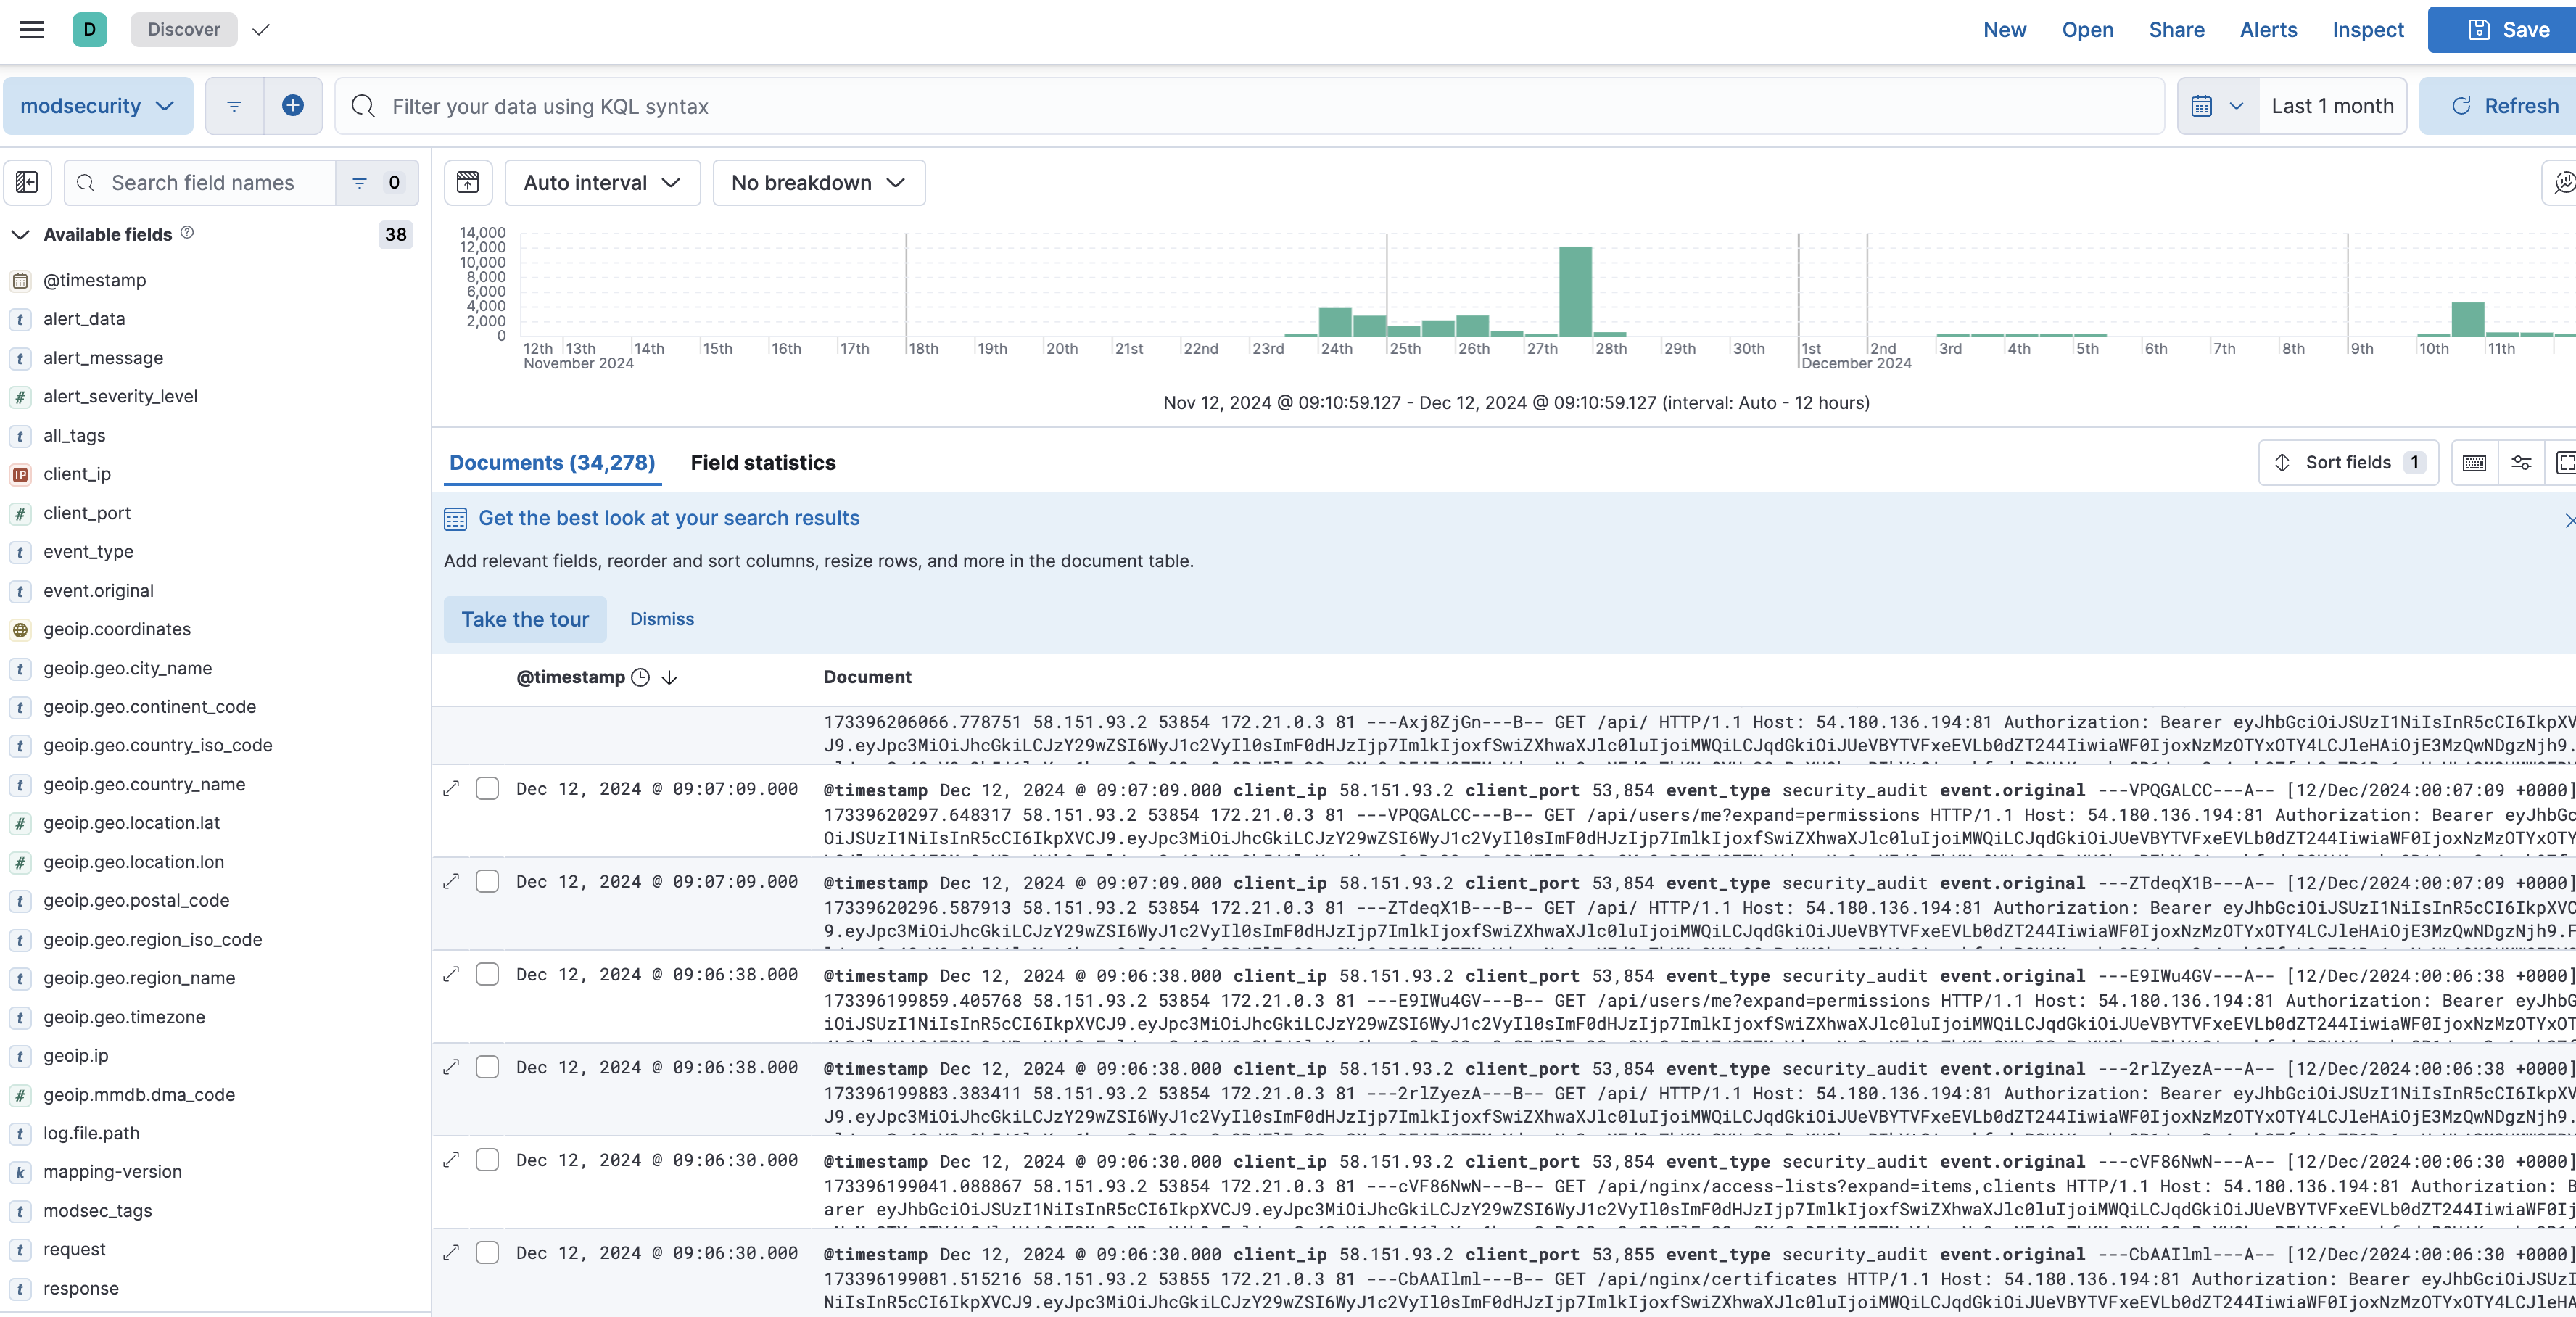 D Discover New Open Share Alerts Inspect Save
modsecurity Filter your data using KQL syntax Last 1 month Refresh
Search field names 0
Auto interval No breakdown
Available fields 38
@timestamp
alert_data
alert_message
alert_severity_level
all_tags
client_ip
client_port
event_type
event.original
geoip.coordinates
geoip.geo.city_name
geoip.geo.continent_code
geoip.geo.country_iso_code
geoip.geo.country_name
geoip.geo.location.lat
geoip.geo.location.lon
geoip.geo.postal_code
geoip.geo.region_iso_code
geoip.geo.region_name
geoip.geo.timezone
geoip.ip
geoip.mmdb.dma_code
log.file.path
mapping-version
modsec_tags
request
response
14,000
12,000
10,000
8,000
6,000
4,000
2,000
0
12th 13th 14th 15th 16th 17th 18th 19th 20th 21st 22nd 23rd 24th 25th 26th 27th 28th 29th 30th 1st 2nd 3rd 4th 5th 6th 7th 8th 9th 10th 11th
November 2024 December 2024
Nov 12, 2024 @ 09:10:59.127 - Dec 12, 2024 @ 09:10:59.127 (interval: Auto - 12 hours)
Documents (34,278) Field statistics Sort fields 1
Get the best look at your search results
Add relevant fields, reorder and sort columns, resize rows, and more in the document table.
Take the tour Dismiss
@timestamp Document
173396206066.778751 58.151.93.2 53854 172.21.0.3 81 ---Axj8ZjGn---B-- GET /api/ HTTP/1.1 Host: 54.180.136.194:81 Authorization: Bearer
Dec 12, 2024 @ 09:07:09.000 @timestamp Dec 12, 2024 @ 09:07:09.000 client_ip 58.151.93.2 client_port 53,854 event_type security_audit event.original ---VPQGALCC---A-- [12/Dec/2024:00:07:09 +0000]
17339620297.648317 58.151.93.2 53854 172.21.0.3 81 ---VPQGALCC---B-- GET /api/users/me?expand=permissions HTTP/1.1 Host: 54.180.136.194:81 Authorization: Bearer
Dec 12, 2024 @ 09:07:09.000 @timestamp Dec 12, 2024 @ 09:07:09.000 client_ip 58.151.93.2 client_port 53,854 event_type security_audit event.original ---ZTdeqX1B---A-- [12/Dec/2024:00:07:09 +0000]
17339620296.587913 58.151.93.2 53854 172.21.0.3 81 ---ZTdeqX1B---B-- GET /api/ HTTP/1.1 Host: 54.180.136.194:81 Authorization: Bearer
Dec 12, 2024 @ 09:06:38.000 @timestamp Dec 12, 2024 @ 09:06:38.000 client_ip 58.151.93.2 client_port 53,854 event_type security_audit event.original ---E9IWu4GV---A-- [12/Dec/2024:00:06:38 +0000]
173396199859.405768 58.151.93.2 53854 172.21.0.3 81 ---E9IWu4GV---B-- GET /api/users/me?expand=permissions HTTP/1.1 Host: 54.180.136.194:81 Authorization: Bearer
Dec 12, 2024 @ 09:06:38.000 @timestamp Dec 12, 2024 @ 09:06:38.000 client_ip 58.151.93.2 client_port 53,854 event_type security_audit event.original ---2rlZyezA---A-- [12/Dec/2024:00:06:38 +0000]
173396199883.383411 58.151.93.2 53854 172.21.0.3 81 ---2rlZyezA---B-- GET /api/ HTTP/1.1 Host: 54.180.136.194:81 Authorization: Bearer
Dec 12, 2024 @ 09:06:30.000 @timestamp Dec 12, 2024 @ 09:06:30.000 client_ip 58.151.93.2 client_port 53,854 event_type security_audit event.original ---cVF86NwN---A-- [12/Dec/2024:00:06:30 +0000]
173396199041.088867 58.151.93.2 53854 172.21.0.3 81 ---cVF86NwN---B-- GET /api/nginx/access-lists?expand=items,clients HTTP/1.1 Host: 54.180.136.194:81 Authorization: B
arer
Dec 12, 2024 @ 09:06:30.000 @timestamp Dec 12, 2024 @ 09:06:30.000 client_ip 58.151.93.2 client_port 53,855 event_type security_audit event.original ---CbAAIlml---A-- [12/Dec/2024:00:06:30 +0000]
173396199081.515216 58.151.93.2 53855 172.21.0.3 81 ---CbAAIlml---B-- GET /api/nginx/certificates HTTP/1.1 Host: 54.180.136.194:81 Authorization: Bearer